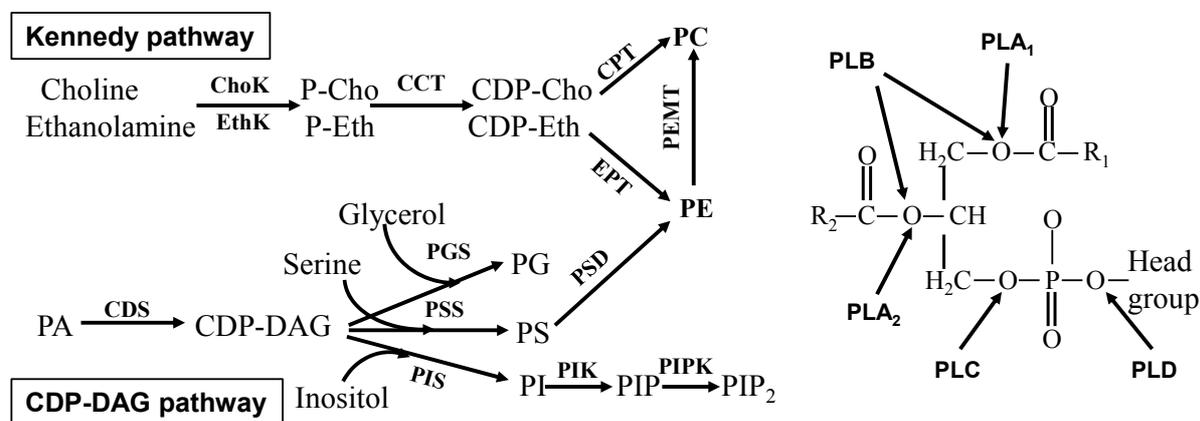 Kennedy pathway
Choline
Ethanolamine
ChoK
EthK
P-Cho
P-Eth
CCT
CDP-Cho
CDP-Eth
CPT
EPT
PC
PEMT
PE
Glycerol
Serine
PGS
PG
PSD
PA
CDS
CDP-DAG
PSS
PS
PIS
Inositol
PI
PIK
PIP
PIPK
PIP₂
CDP-DAG pathway
PLB
PLA₁
O
H₂C—O—C—R₁
O
R₂—C—O—CH
O
H₂C—O—P—O—Head
group
O
PLA₂
PLC
PLD